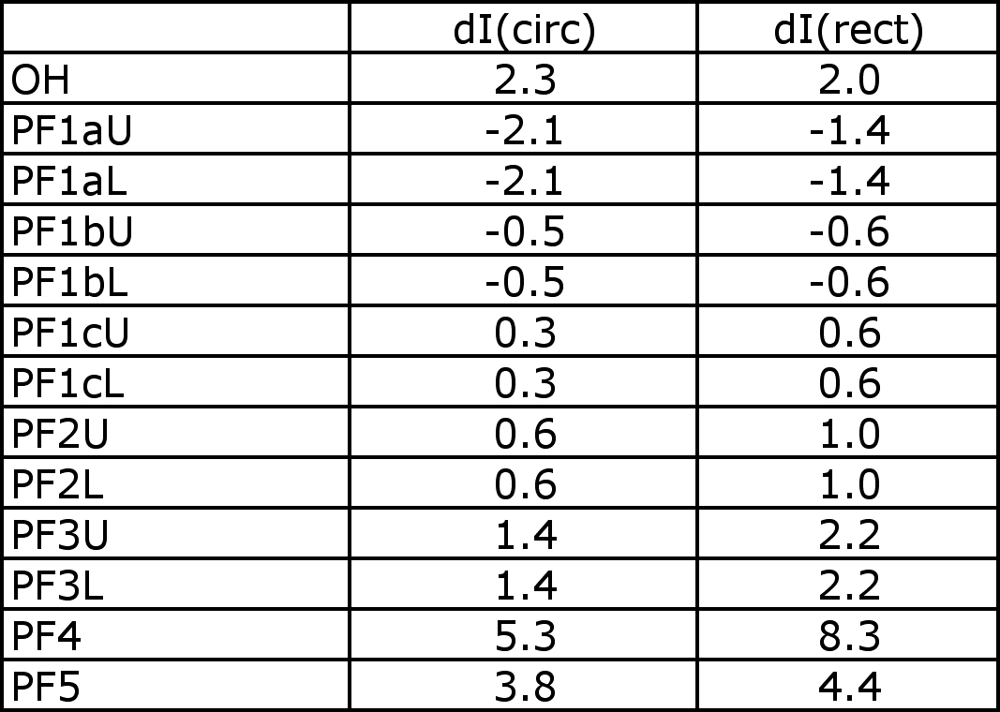 dI(circ) dI(rect)
OH 2.3 2.0
PF1aU -2.1 -1.4
PF1aL -2.1 -1.4
PF1bU -0.5 -0.6
PF1bL -0.5 -0.6
PF1cU 0.3 0.6
PF1cL 0.3 0.6
PF2U 0.6 1.0
PF2L 0.6 1.0
PF3U 1.4 2.2
PF3L 1.4 2.2
PF4 5.3 8.3
PF5 3.8 4.4